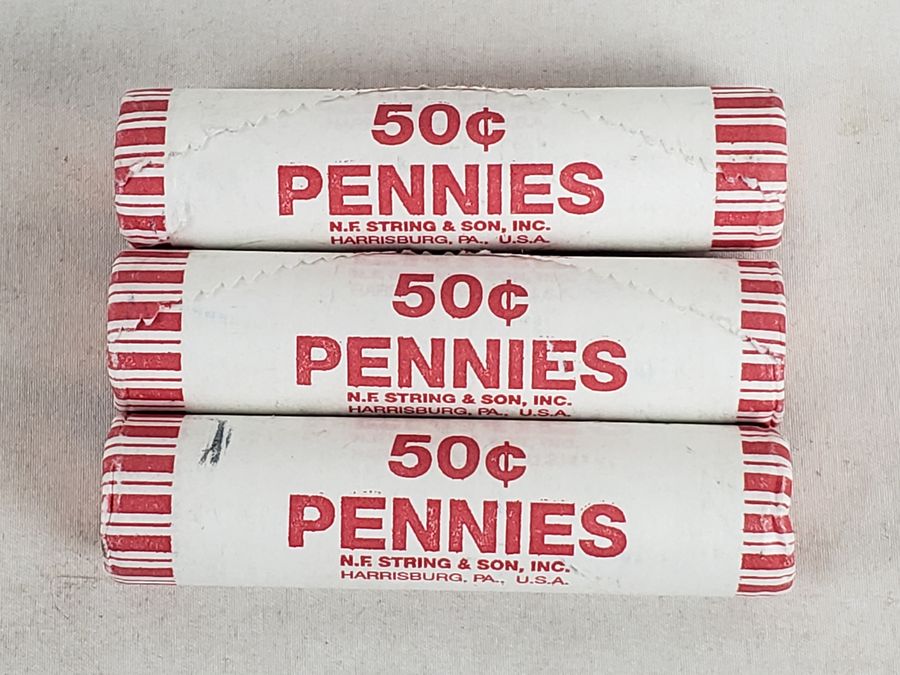 50¢
PENNIES
N.F. STRING & SON, INC.
HARRISBURG, PA., U.S.A.
50¢
PENNIES
N.F. STRING & SON, INC.
HARRISBURG, PA., U.S.A.
50¢
PENNIES
N.F. STRING & SON, INC.
HARRISBURG, PA., U.S.A.